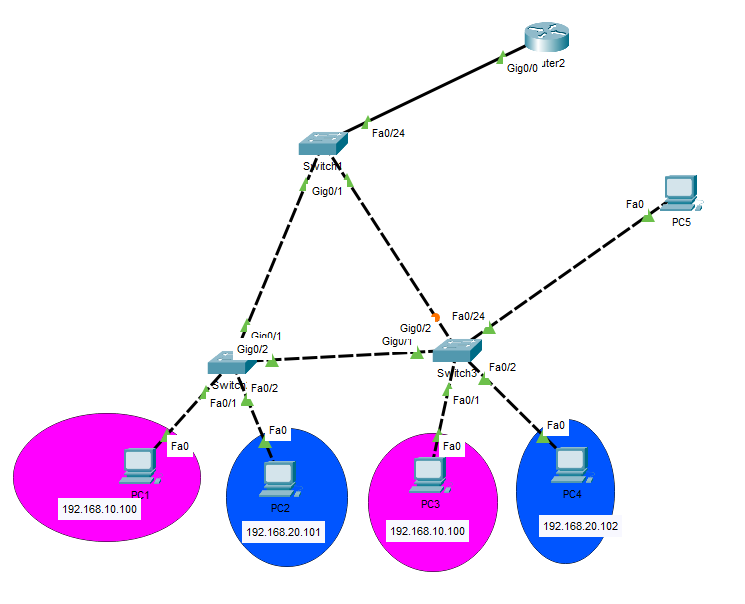 uter2
Gig0/0
Fa0/24
Switch1
Gig0/1
Fa0
PC5
Fa0/24
Gig0/2
Gig0/1
Gig0/1
Gig0/2
Switch3
Switch
Fa0/2
Fa0/2
Fa0/1
Fa0/1
Fa0
Fa0
Fa0
Fa0
PC1
PC2
PC3
PC4
192.168.10.100
192.168.20.101
192.168.10.100
192.168.20.102